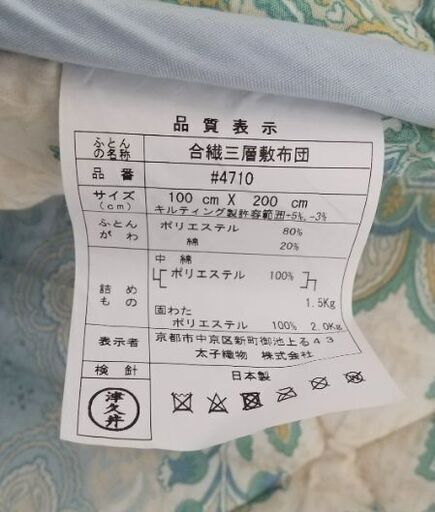 品質表示
ふとんの名称 合繊三層敷布団
品番 #4710
サイズ(cm) 100 cm X 200 cm
キルティング製許容範囲+5%,-3%
ふとんがわ ポリエステル 80%
綿 20%
詰めもの 中綿
ポリエステル 100%
1.5Kg
固わた
ポリエステル 100% 2.0Kg
表示者 京都市中京区新町御池上る43
太子織物 株式会社
検針 日本製
津久井